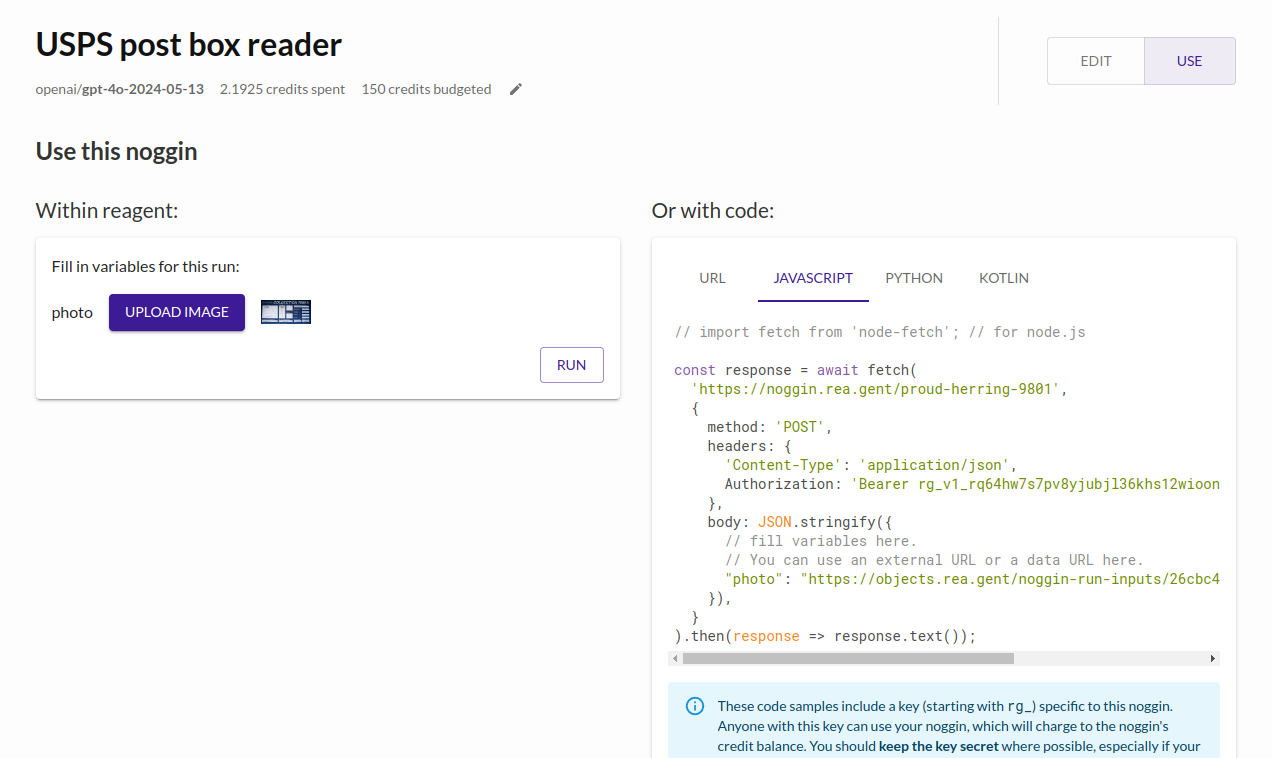 USPS post box reader
openai/gpt-4o-2024-05-13 2.1925 credits spent 150 credits budgeted
EDIT
USE
Use this noggin
Within reagent:
Fill in variables for this run:
photo
UPLOAD IMAGE
COLLECTION TIMES
RUN
Or with code:
URL
JAVASCRIPT
PYTHON
KOTLIN
// import fetch from 'node-fetch'; // for node.js
const response = await fetch(
'https://noggin.rea.gent/proud-herring-9801',
{
method: 'POST',
headers: {
'Content-Type': 'application/json',
Authorization: 'Bearer rg_v1_rq64hw7s7pv8yjubjl36khs12wioon
},
body: JSON.stringify({
// fill variables here.
// You can use an external URL or a data URL here.
"photo": "https://objects.rea.gent/noggin-run-inputs/26cbc4
}),
}
).then(response => response.text());
These code samples include a key (starting with rg_) specific to this noggin.
Anyone with this key can use your noggin, which will charge to the noggin's
credit balance. You should keep the key secret where possible, especially if your